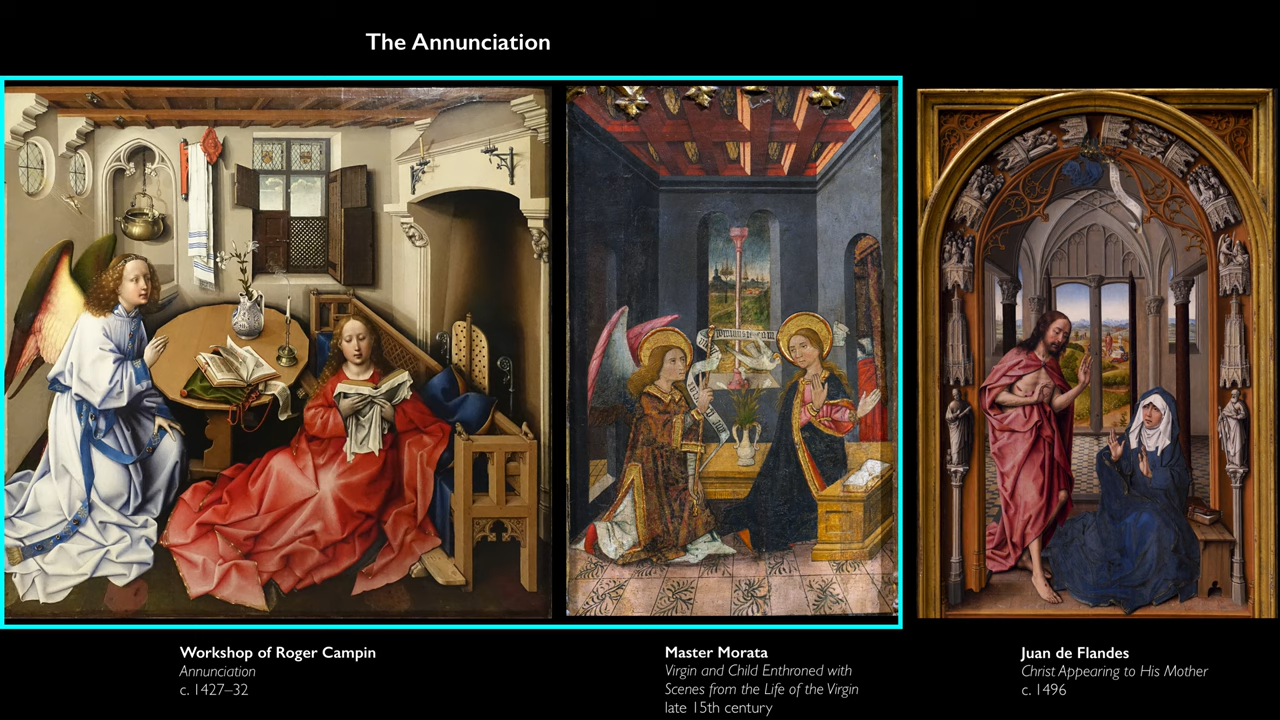 The Annunciation
Workshop of Roger Campin
Annunciation
c. 1427–32
Master Morata
Virgin and Child Enthroned with
Scenes from the Life of the Virgin
late 15th century
Juan de Flandes
Christ Appearing to His Mother
c. 1496